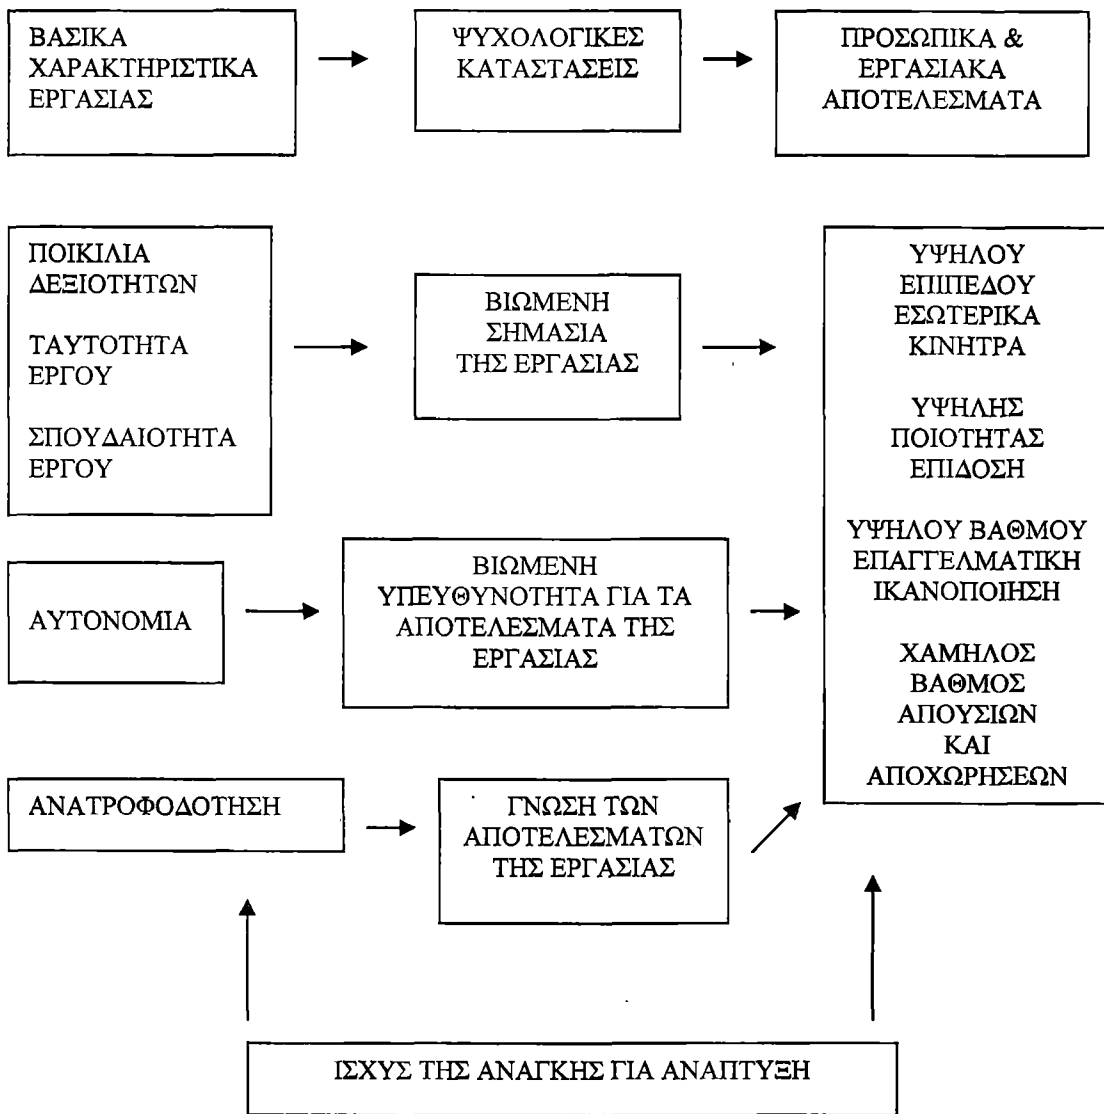 ΒΑΣΙΚΑ
ΧΑΡΑΚΤΗΡΙΣΤΙΚΑ
ΕΡΓΑΣΙΑΣ
ΨΥΧΟΛΟΓΙΚΕΣ
ΚΑΤΑΣΤΑΣΕΙΣ
ΠΡΟΣΩΠΙΚΑ &
ΕΡΓΑΣΙΑΚΑ
ΑΠΟΤΕΛΕΣΜΑΤΑ
ΠΟΙΚΙΛΙΑ
ΔΕΞΙΟΤΗΤΩΝ
ΤΑΥΤΟΤΗΤΑ
ΕΡΓΟΥ
ΣΠΟΥΔΑΙΟΤΗΤΑ
ΕΡΓΟΥ
ΒΙΩΜΕΝΗ
ΣΗΜΑΣΙΑ
ΤΗΣ ΕΡΓΑΣΙΑΣ
ΥΨΗΛΟΥ
ΕΠΙΠΕΔΟΥ
ΕΣΩΤΕΡΙΚΑ
ΚΙΝΗΤΡΑ
ΥΨΗΛΗΣ
ΠΟΙΟΤΗΤΑΣ
ΕΠΙΔΟΣΗ
ΥΨΗΛΟΥ ΒΑΘΜΟΥ
ΕΠΑΓΓΕΛΜΑΤΙΚΗ
ΙΚΑΝΟΠΟΙΗΣΗ
ΧΑΜΗΛΟΣ
ΒΑΘΜΟΣ
ΑΠΟΥΣΙΩΝ
ΚΑΙ
ΑΠΟΧΩΡΗΣΕΩΝ
ΑΥΤΟΝΟΜΙΑ
ΒΙΩΜΕΝΗ
ΥΠΕΥΘΥΝΟΤΗΤΑ ΓΙΑ ΤΑ
ΑΠΟΤΕΛΕΣΜΑΤΑ ΤΗΣ
ΕΡΓΑΣΙΑΣ
ΑΝΑΤΡΟΦΟΔΟΤΗΣΗ
ΓΝΩΣΗ ΤΩΝ
ΑΠΟΤΕΛΕΣΜΑΤΩΝ
ΤΗΣ ΕΡΓΑΣΙΑΣ
ΙΣΧΥΣ ΤΗΣ ΑΝΑΓΚΗΣ ΓΙΑ ΑΝΑΠΤΥΞΗ